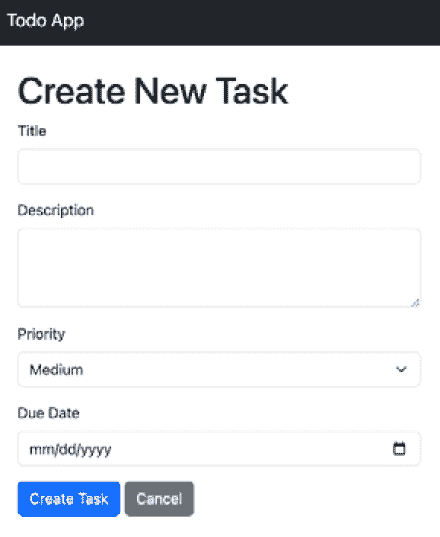 Todo App
Create New Task
Title
Description
Priority
Medium
Due Date
mm/dd/yyyy
Create Task Cancel